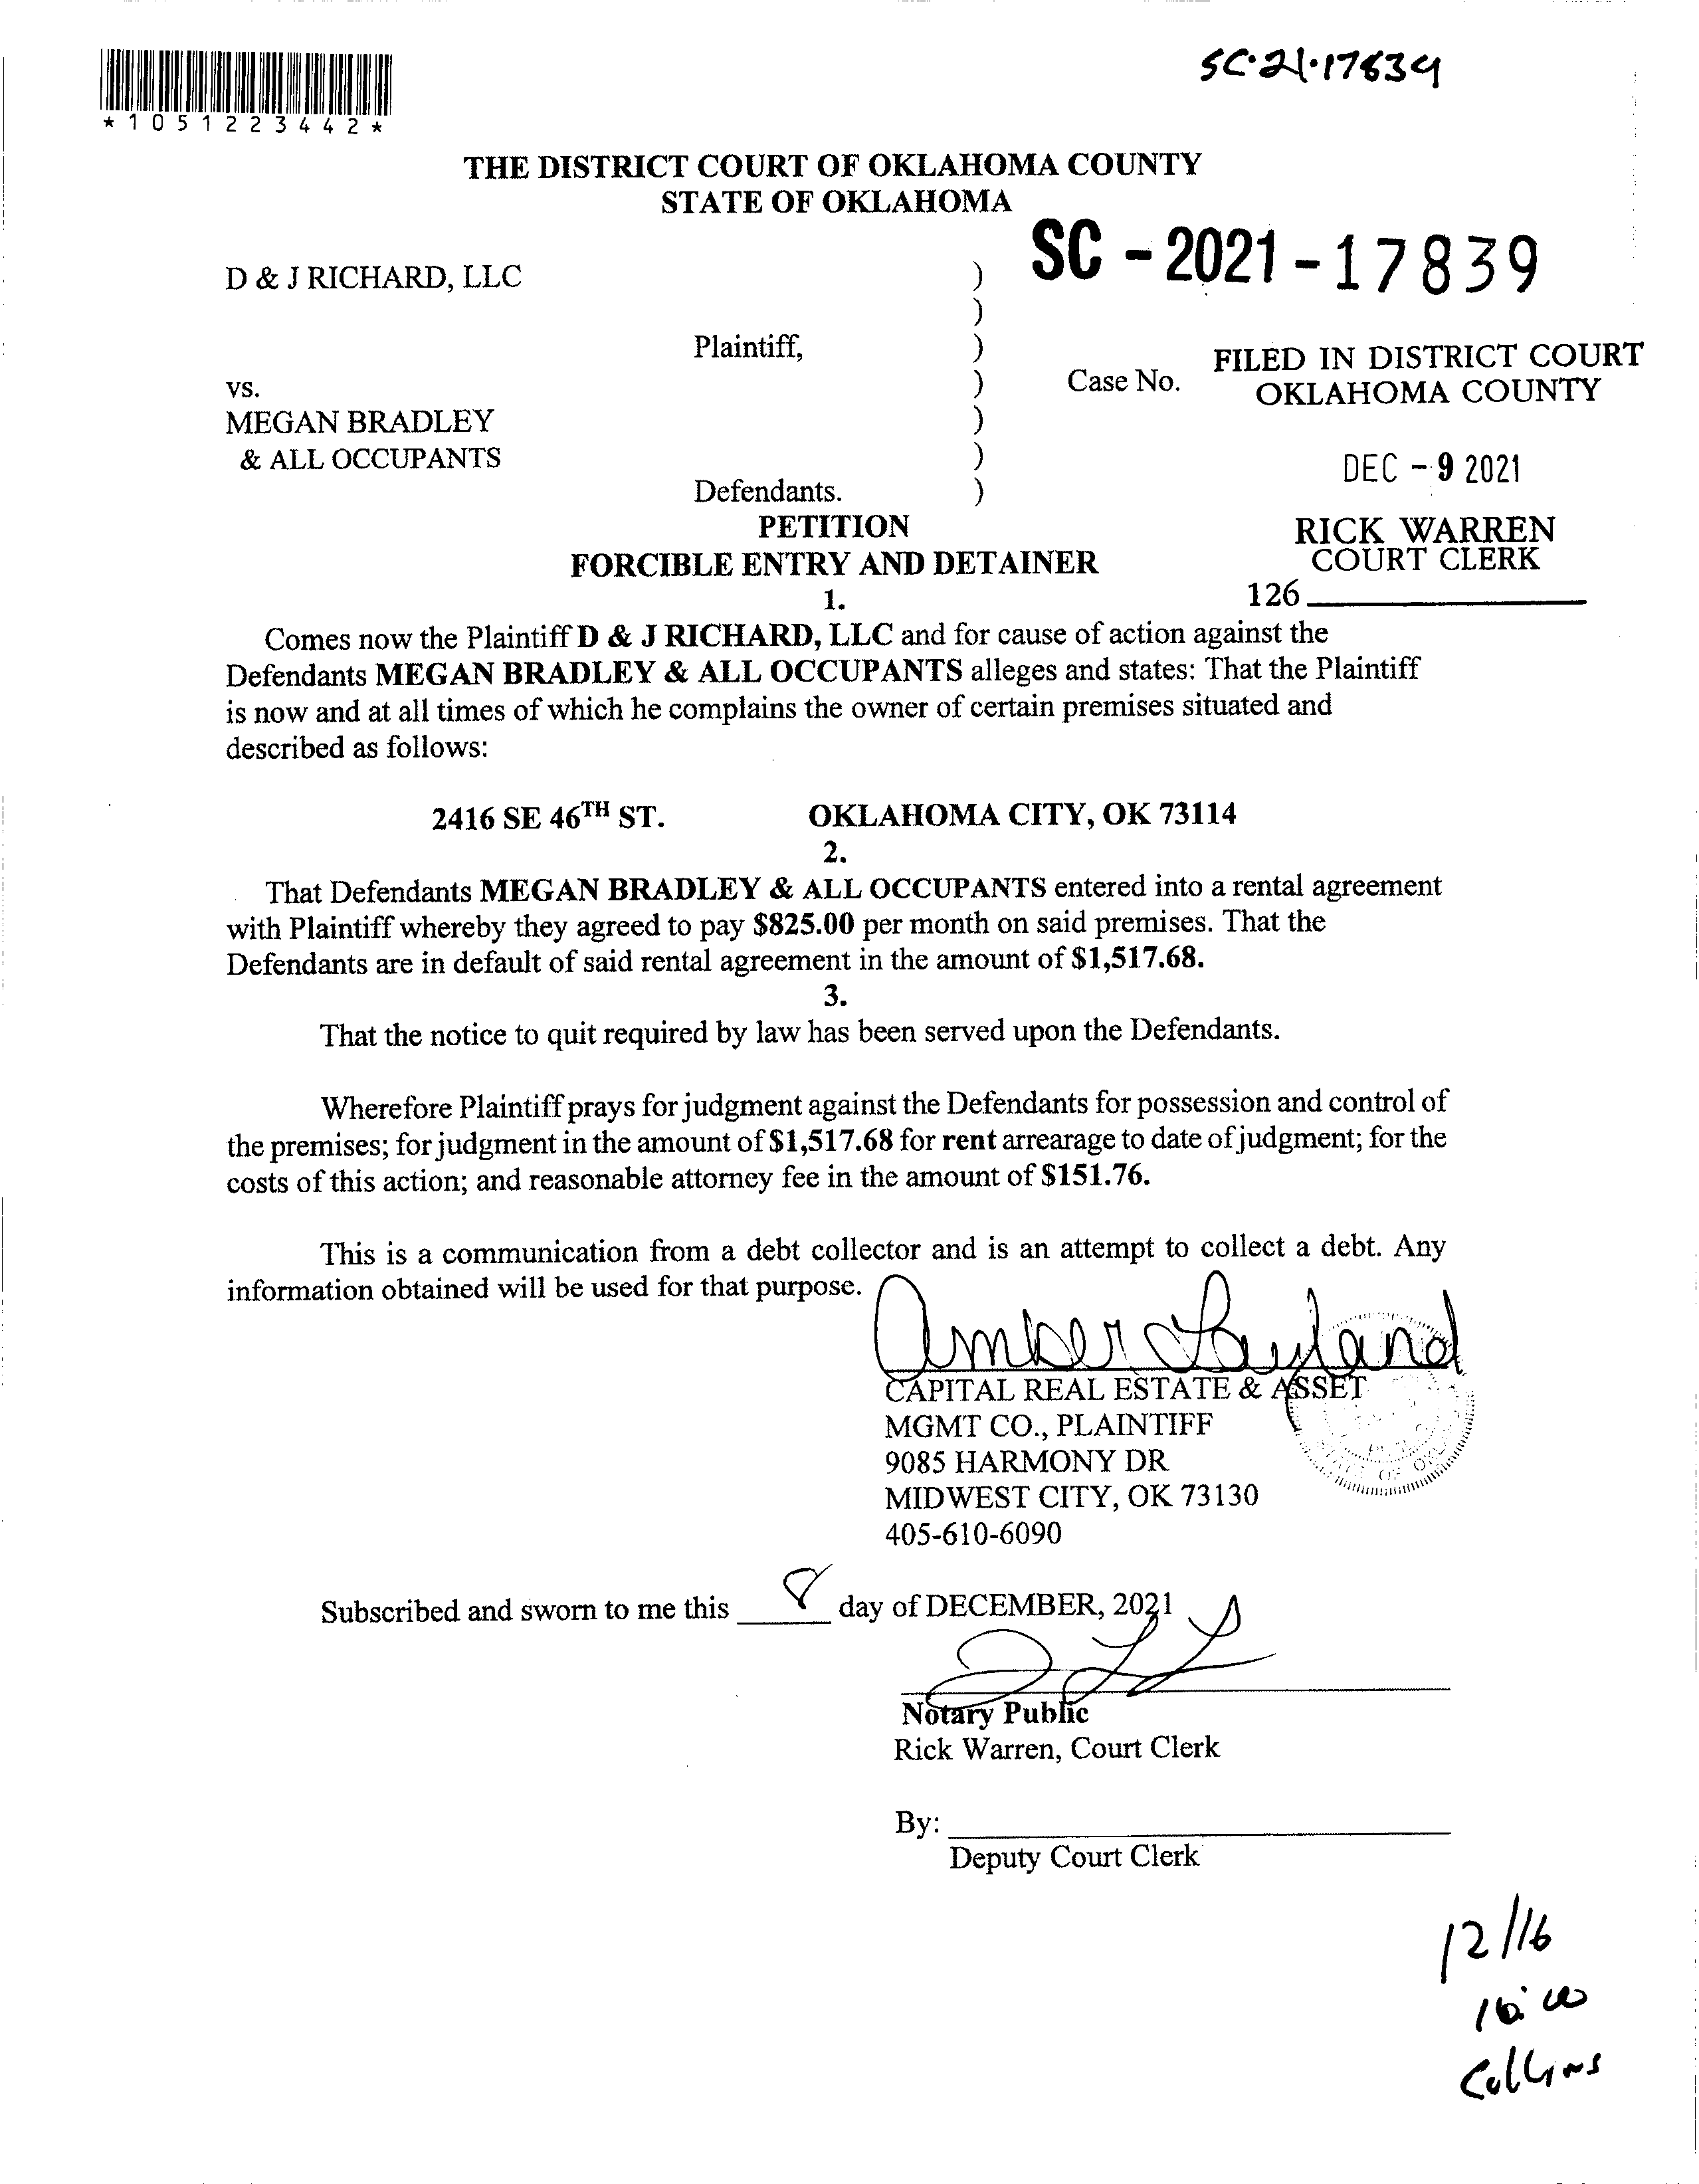 SC-21-17839
*1051223442*
THE DISTRICT COURT OF OKLAHOMA COUNTY
STATE OF OKLAHOMA
SC - 2021 - 17839
D & J RICHARD, LLC )
)
Plaintiff, )
FILED IN DISTRICT COURT
vs. ) Case No.
OKLAHOMA COUNTY
MEGAN BRADLEY )
& ALL OCCUPANTS )
DEC - 9 2021
Defendants. )
PETITION
RICK WARREN
FORCIBLE ENTRY AND DETAINER
COURT CLERK
1.
126
Comes now the Plaintiff D & J RICHARD, LLC and for cause of action against the
Defendants MEGAN BRADLEY & ALL OCCUPANTS alleges and states: That the Plaintiff
is now and at all times of which he complains the owner of certain premises situated and
described as follows:
2416 SE 46TH ST. OKLAHOMA CITY, OK 73114
2.
That Defendants MEGAN BRADLEY & ALL OCCUPANTS entered into a rental agreement
with Plaintiff whereby they agreed to pay $825.00 per month on said premises. That the
Defendants are in default of said rental agreement in the amount of $1,517.68.
3.
That the notice to quit required by law has been served upon the Defendants.
Wherefore Plaintiff prays for judgment against the Defendants for possession and control of
the premises; for judgment in the amount of $1,517.68 for rent arrearage to date of judgment; for the
costs of this action; and reasonable attorney fee in the amount of $151.76.
This is a communication from a debt collector and is an attempt to collect a debt. Any
information obtained will be used for that purpose.
Amber
CAPITAL REAL ESTATE & ASSET
MGMT CO., PLAINTIFF
9085 HARMONY DR
MIDWEST CITY, OK 73130
405-610-6090
Subscribed and sworn to me this 8 day of DECEMBER, 2021
Notary Public
Rick Warren, Court Clerk
By:
Deputy Court Clerk
12/16
Collins